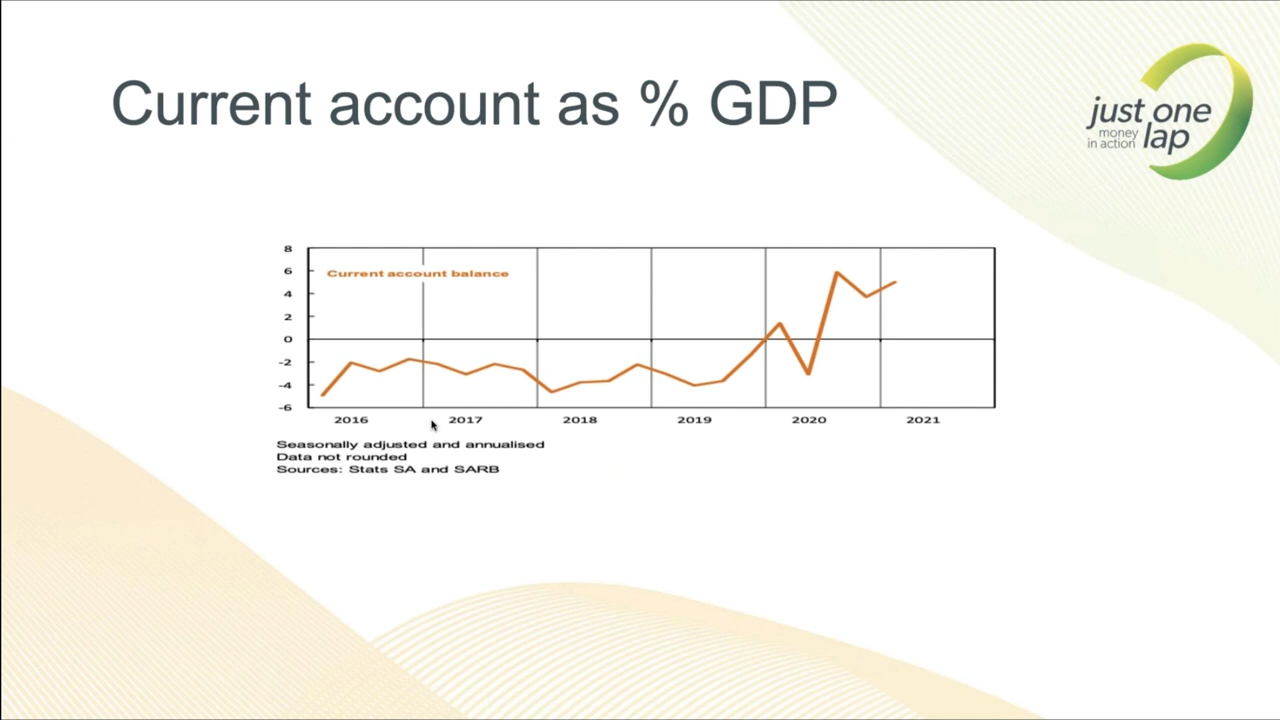 Current account as % GDP
just one
money
in action lap
8
6
4
2
0
-2
-4
-6
Current account balance
2016 2017 2018 2019 2020 2021
Seasonally adjusted and annualised
Data not rounded
Sources: Stats SA and SARB